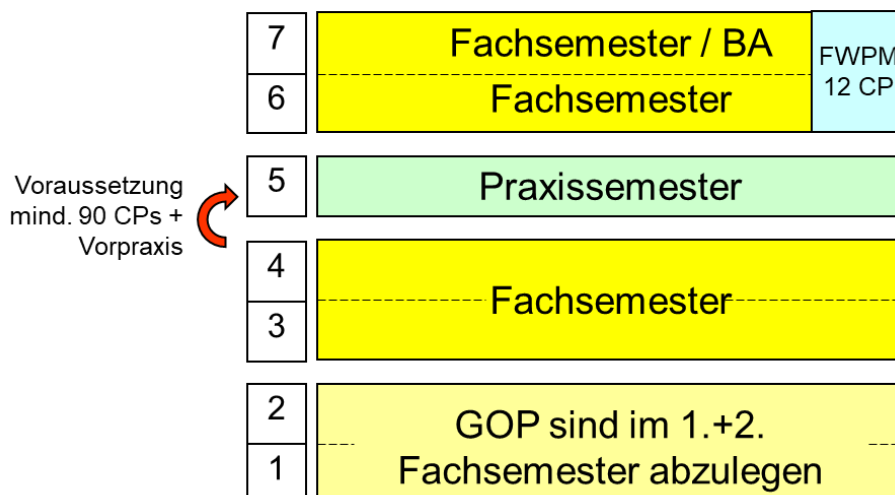 7
Fachsemester / BA
FWPM
12 CP
6
Fachsemester
Voraussetzung
mind. 90 CPs +
Vorpraxis
5
Praxissemester
4
Fachsemester
3
2
GOP sind im 1.+2.
1
Fachsemester abzulegen